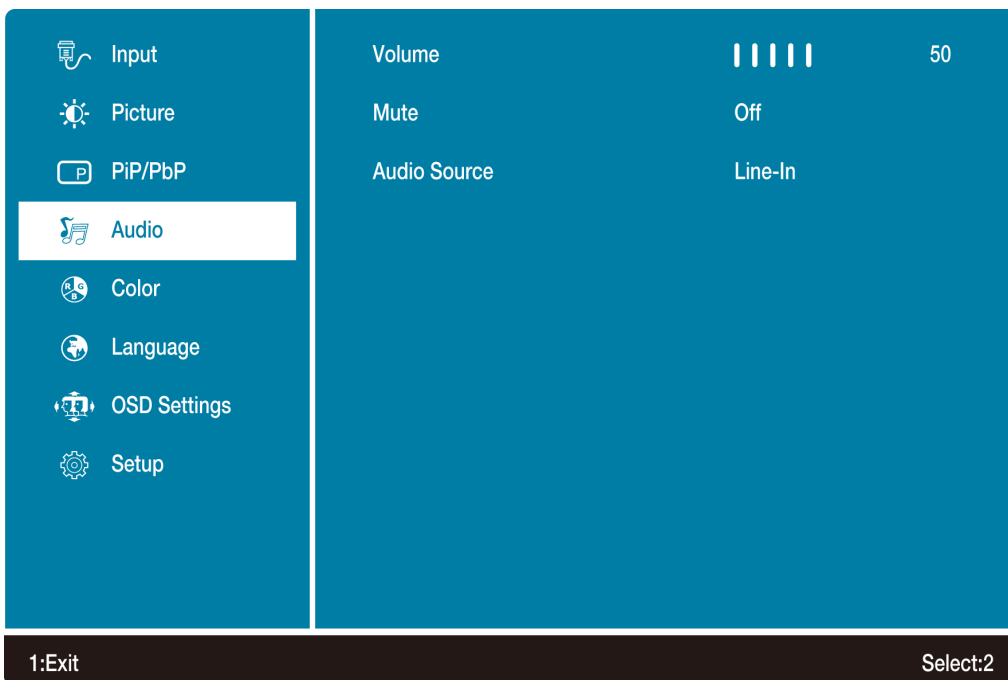 Input
Picture
PiP/PbP
Audio
Color
Language
OSD Settings
Setup
Volume 50
Mute Off
Audio Source Line-In
1:Exit Select:2